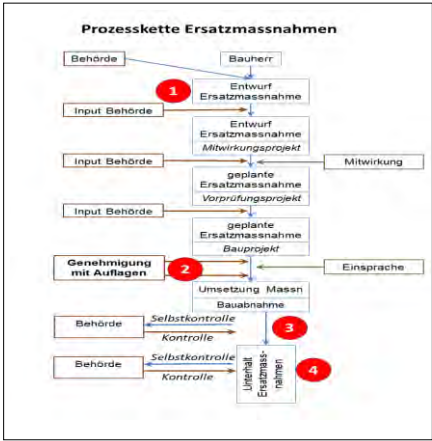 Prozesskette Ersatzmassnahmen
Behörde
Bauherr
1
Entwurf
Ersatzmassnahme
Input Behörde
Entwurf
Ersatzmassnahme
Mitwirkungsprojekt
Input Behörde
Mitwirkung
geplante
Ersatzmassnahme
Vorprüfungsprojekt
Input Behörde
geplante
Ersatzmassnahme
Bauprojekt
Genehmigung
mit Auflagen
2
Einsprache
Umsetzung Massn
Bauabnahme
Behörde
Selbstkontrolle
Kontrolle
3
Behörde
Selbstkontrolle
Kontrolle
Unterhalt
Ersatzmass-
nahmen
4